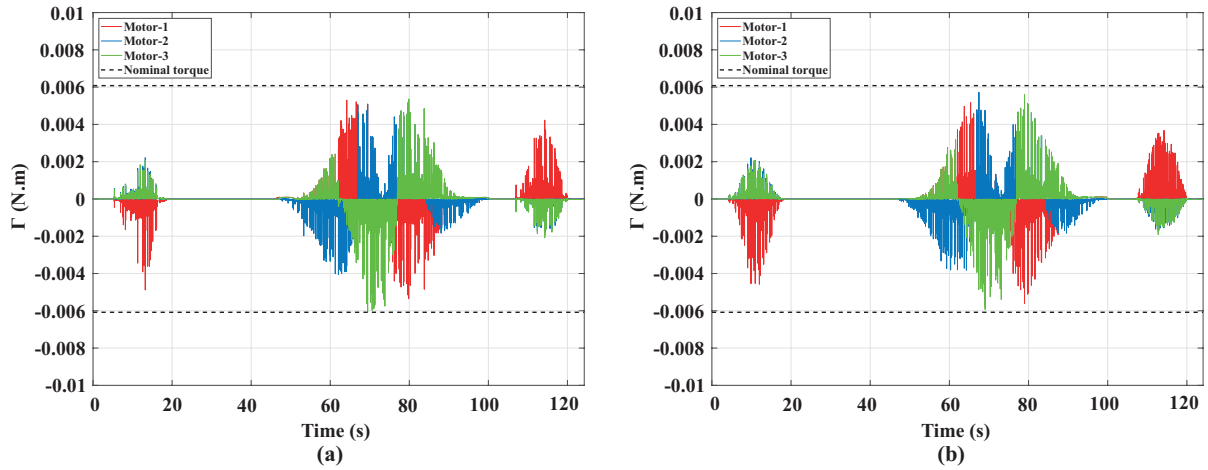 0.01
0.008
0.006
0.004
0.002
0
-0.002
-0.004
-0.006
-0.008
-0.01
Γ (N.m)
Motor-1
Motor-2
Motor-3
Nominal torque
0 20 40 60 80 100 120
Time (s)
(a)
0.01
0.008
0.006
0.004
0.002
0
-0.002
-0.004
-0.006
-0.008
-0.01
Γ (N.m)
Motor-1
Motor-2
Motor-3
Nominal torque
0 20 40 60 80 100 120
Time (s)
(b)